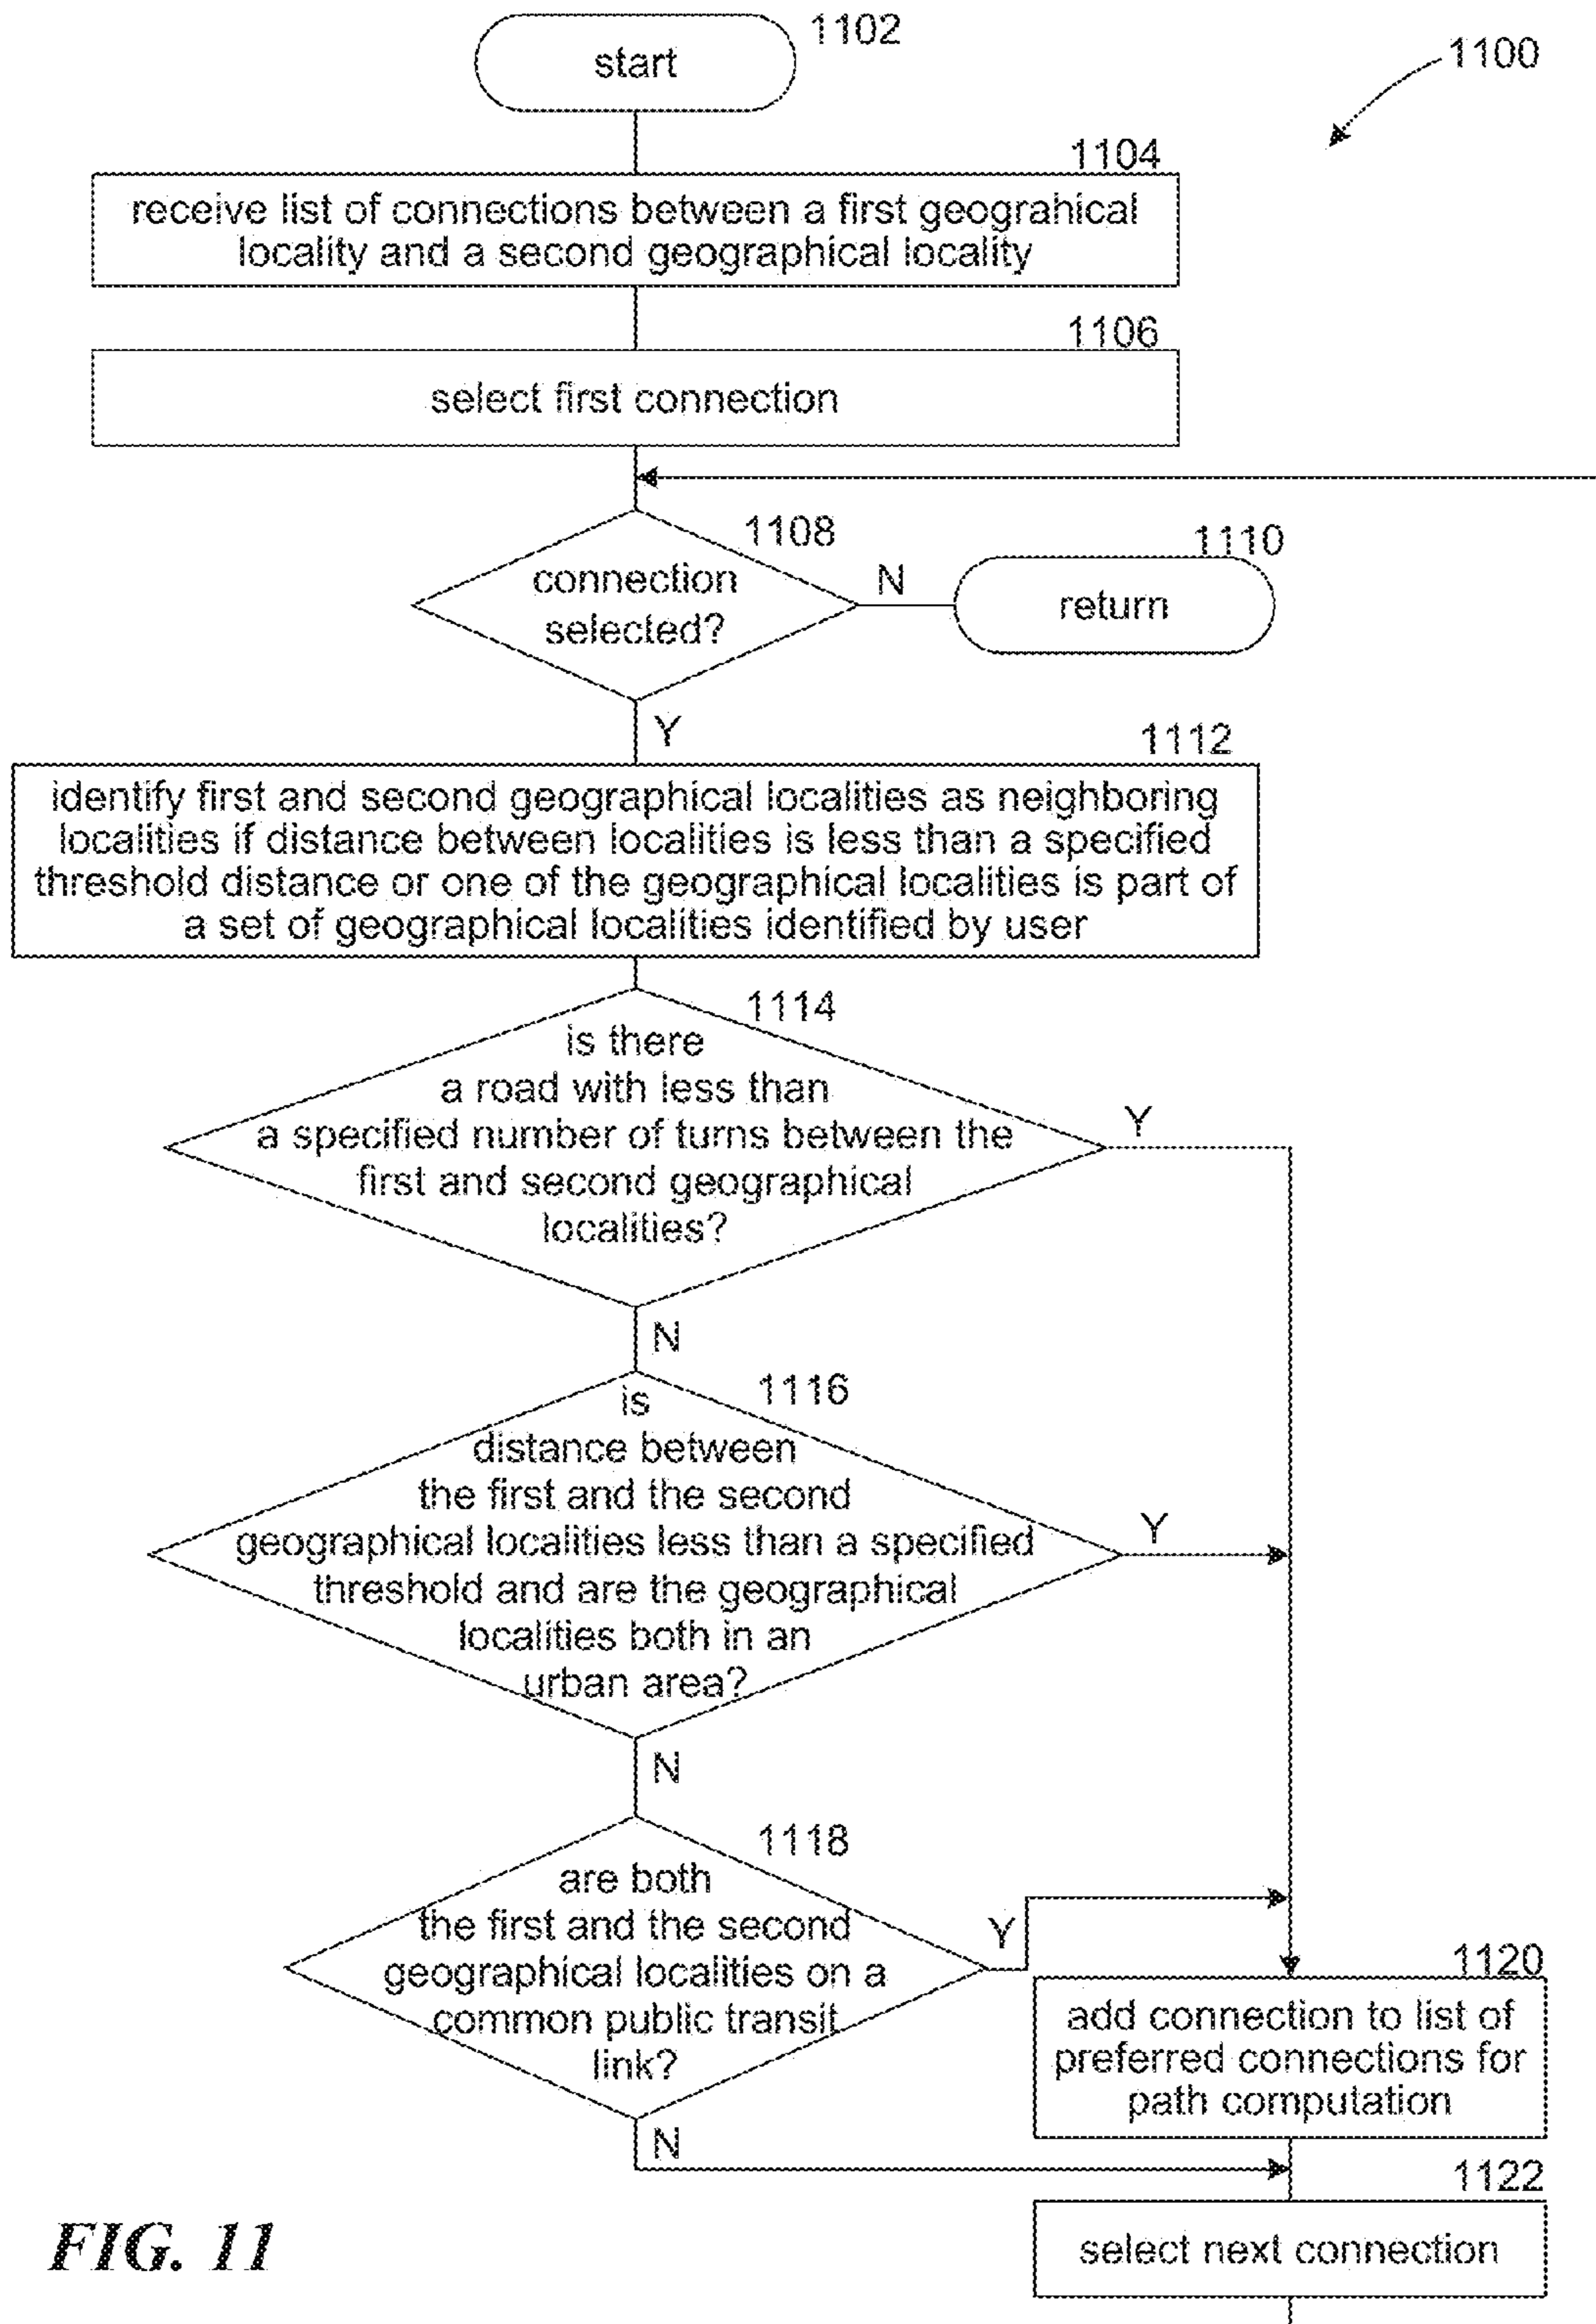 1102
start
1100
1104
receive list of connections between a first geograhical
locality and a second geographical locality
1106
select first connection
1108
connection
selected?
N
1110
return
Y
1112
identify first and second geographical localities as neighboring
localities if distance between localities is less than a specified
threshold distance or one of the geographical localities is part of
a set of geographical localities identified by user
1114
is there
a road with less than
a specified number of turns between the
first and second geographical
localities?
Y
N
1116
is
distance between
the first and the second
geographical localities less than a specified
threshold and are the geographical
localities both in an
urban area?
Y
N
1118
are both
the first and the second
geographical localities on a
common public transit
link?
Y
N
1120
add connection to list of
preferred connections for
path computation
1122
select next connection
FIG. 11